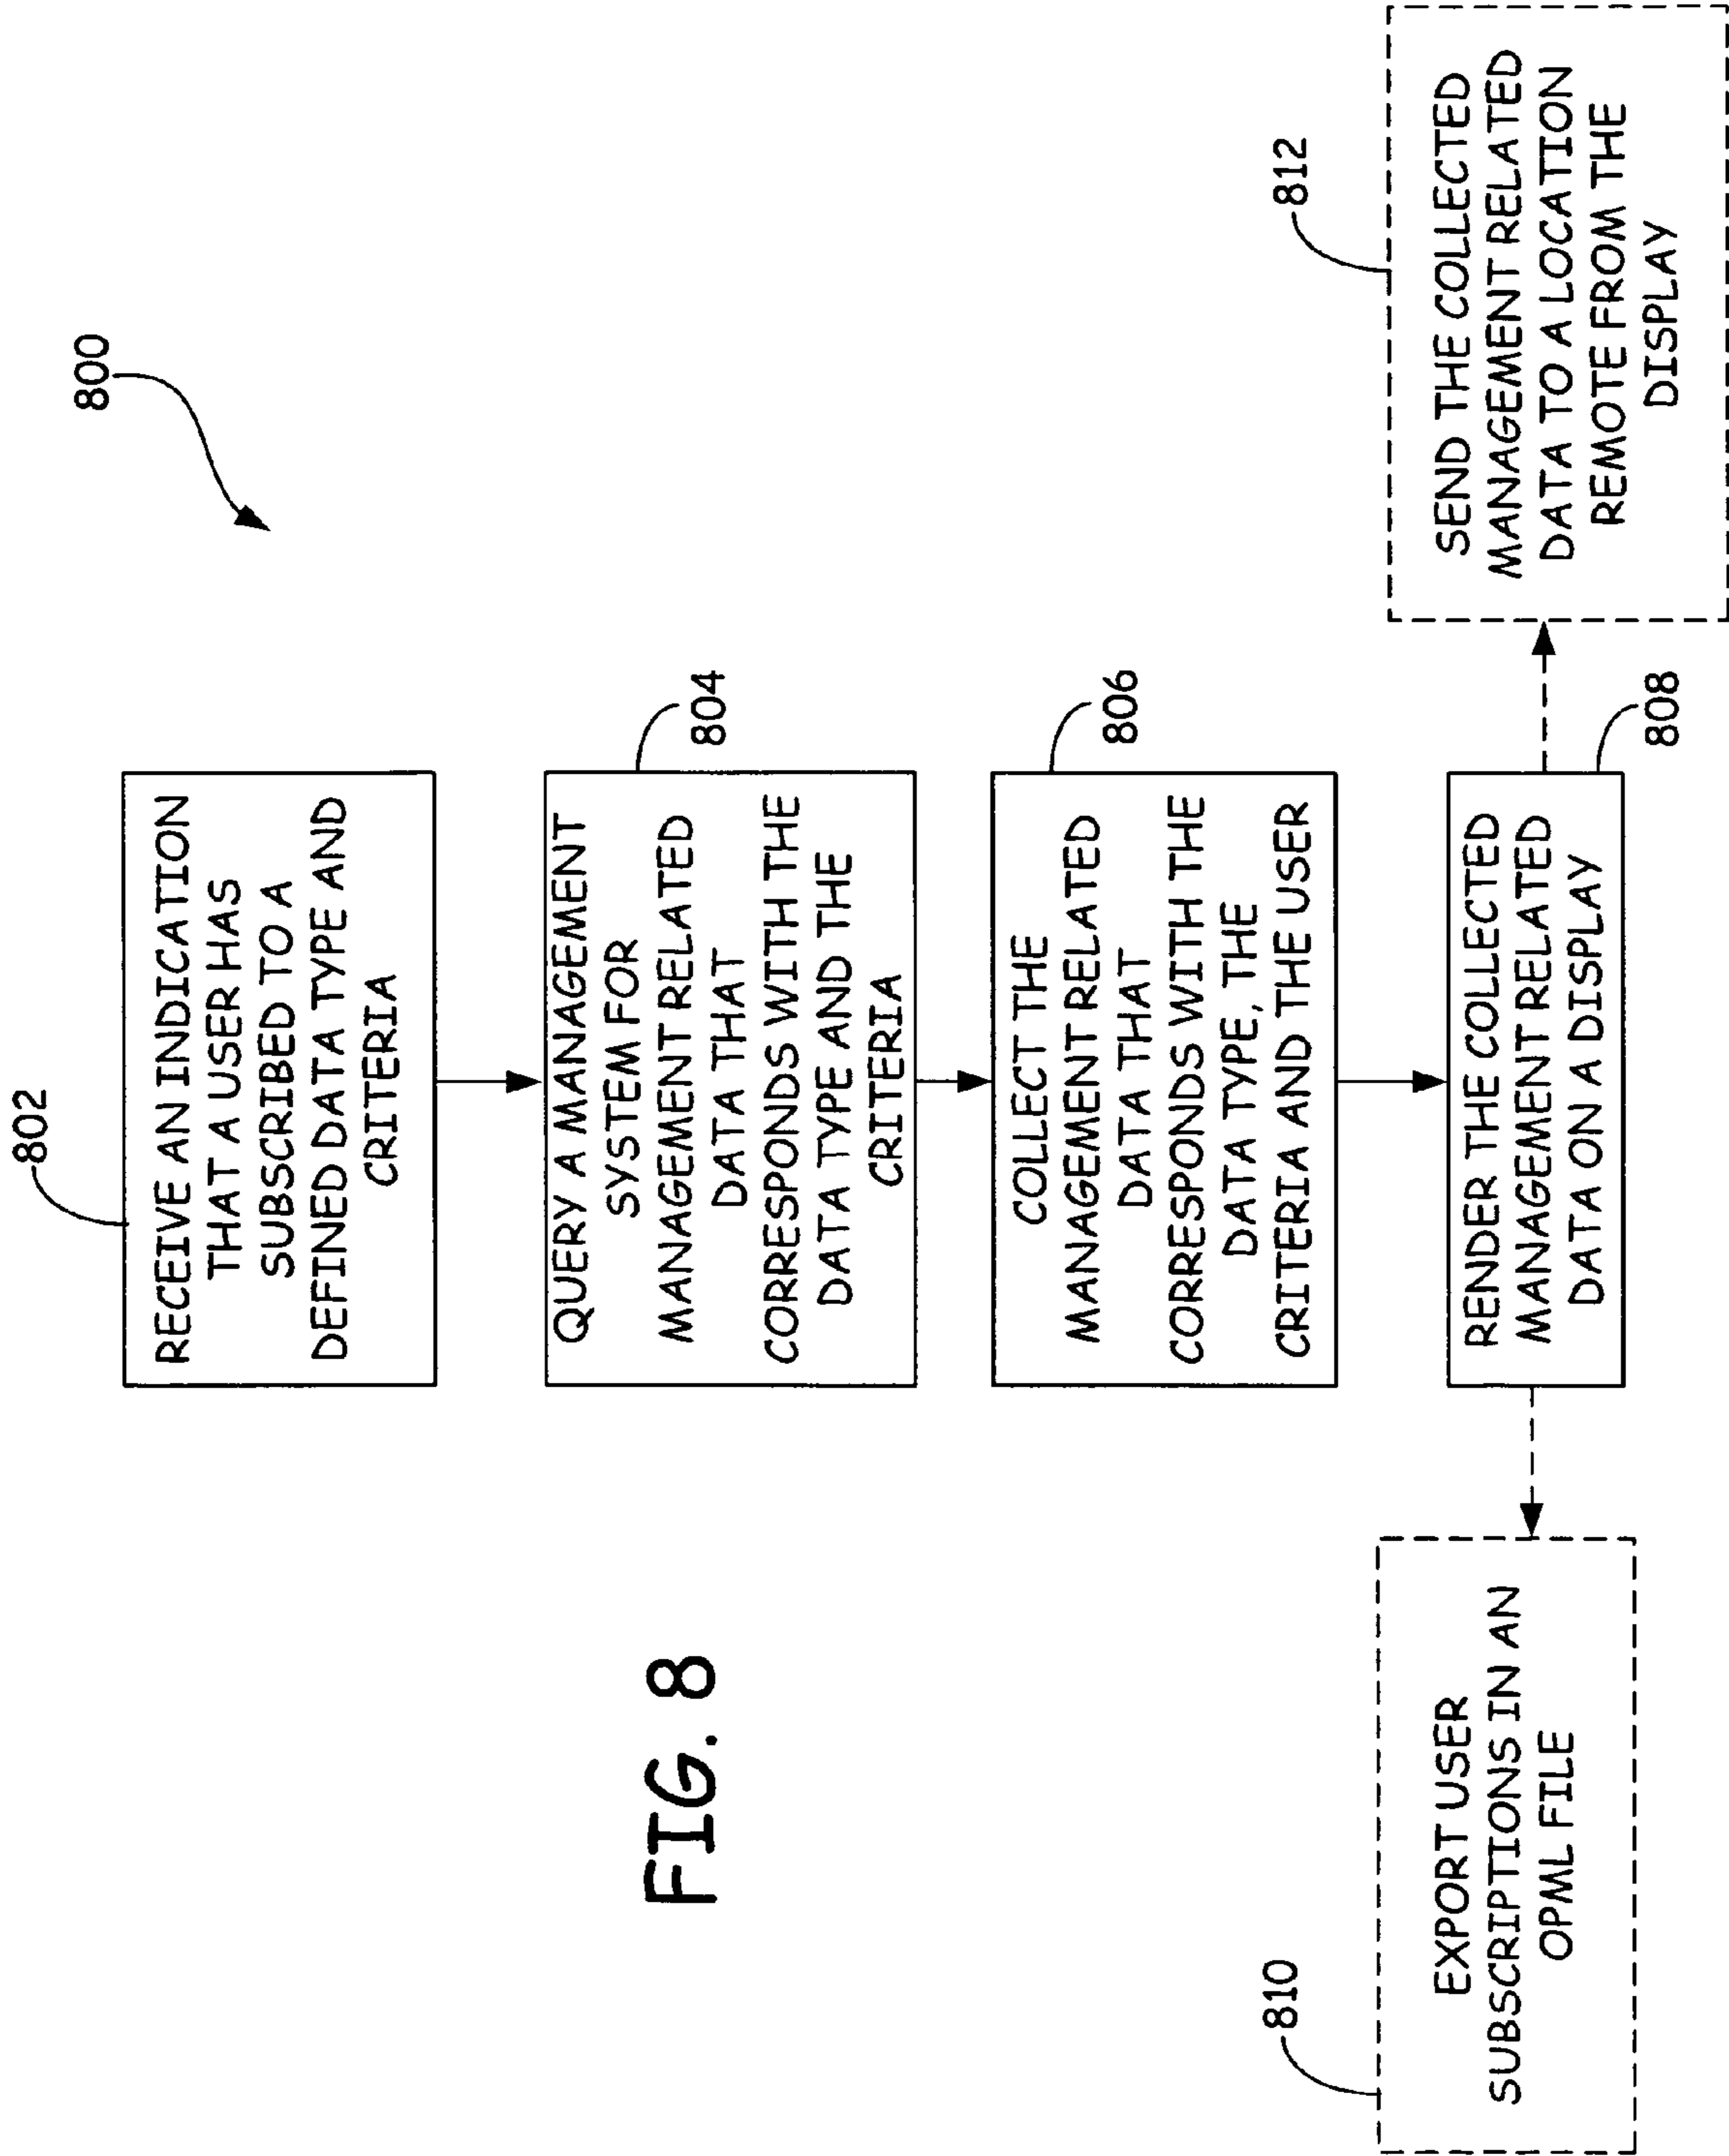 800
802
RECEIVE AN INDICATION
THAT A USER HAS
SUBSCRIBED TO A
DEFINED DATA TYPE AND
CRITERIA
804
QUERY A MANAGEMENT
SYSTEM FOR
MANAGEMENT RELATED
DATA THAT
CORRESPONDS WITH THE
DATA TYPE AND THE
CRITERIA
806
COLLECT THE
MANAGEMENT RELATED
DATA THAT
CORRESPONDS WITH THE
DATA TYPE, THE
CRITERIA AND THE USER
808
RENDER THE COLLECTED
MANAGEMENT RELATED
DATA ON A DISPLAY
810
EXPORT USER
SUBSCRIPTIONS IN AN
OPML FILE
812
SEND THE COLLECTED
MANAGEMENT RELATED
DATA TO A LOCATION
REMOTE FROM THE
DISPLAY
FIG. 8